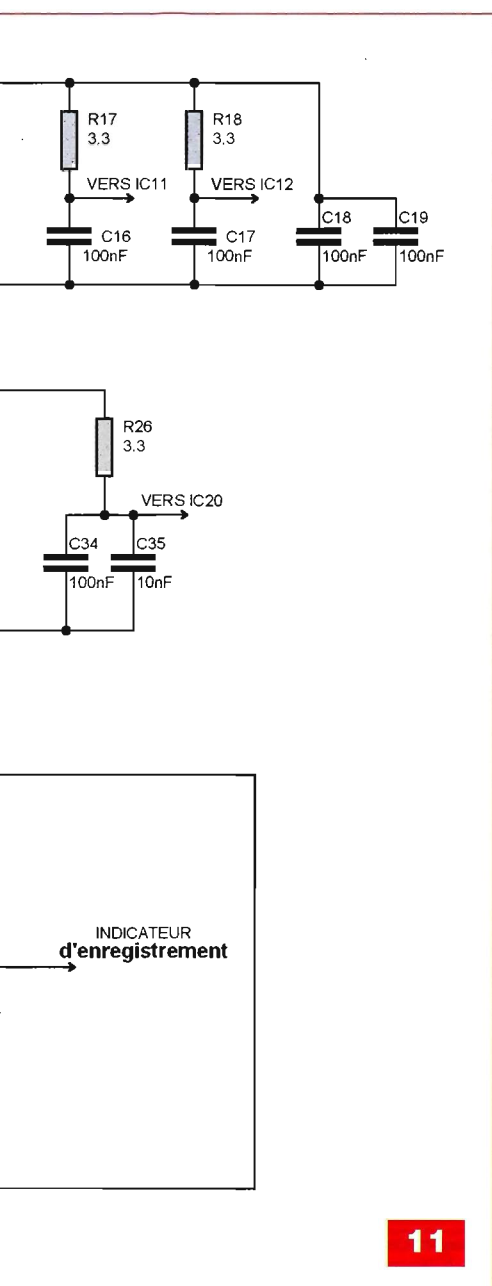 R17
3,3
R18
3,3
VERS IC11
VERS IC12
C16
100nF
C17
100nF
C18
100nF
C19
100nF
R26
3.3
VERS IC20
C34
100nF
C35
10nF
INDICATEUR
d'enregistrement
11